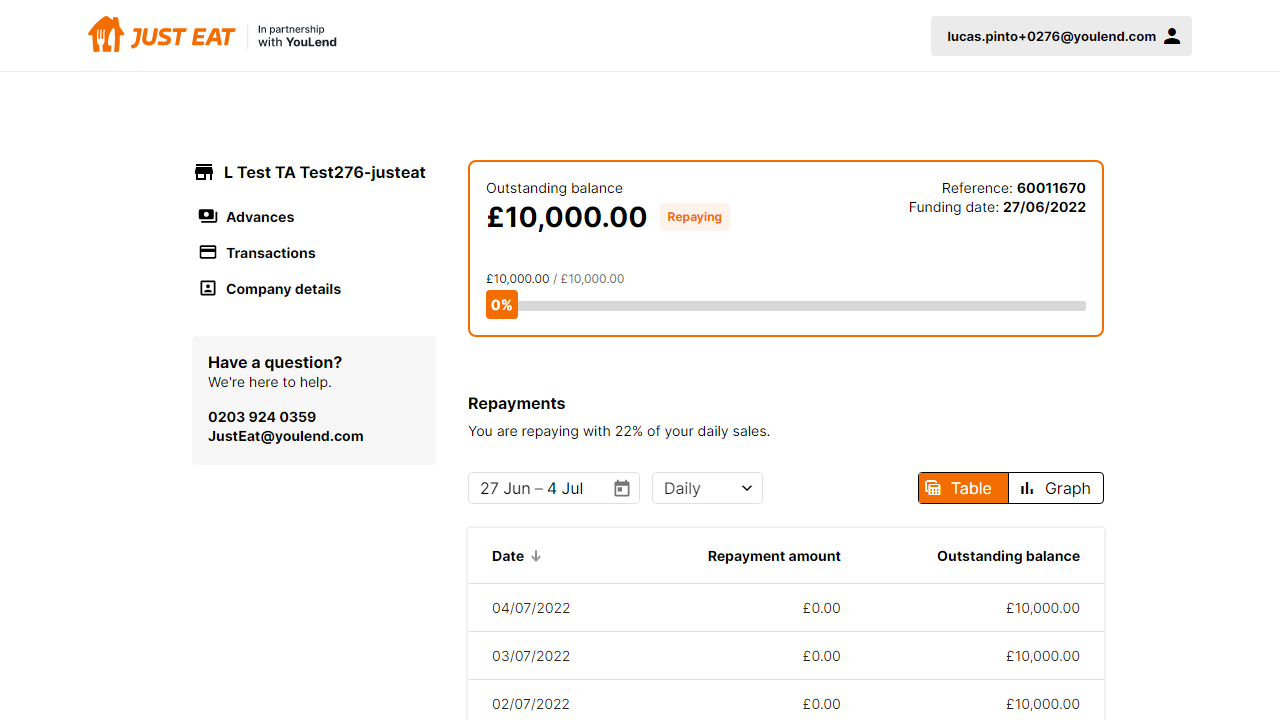 JUST EAT
In partnership
with YouLend
lucas.pinto+0276@youlend.com
L Test TA Test276-justeat
Advances
Transactions
Company details
Have a question?
We're here to help.
0203 924 0359
JustEat@youlend.com
Outstanding balance
£10,000.00 Repaying
Reference: 60011670
Funding date: 27/06/2022
£10,000.00 / £10,000.00
0%
Repayments
You are repaying with 22% of your daily sales.
27 Jun – 4 Jul Daily Table Graph
Date Repayment amount Outstanding balance
04/07/2022 £0.00 £10,000.00
03/07/2022 £0.00 £10,000.00
02/07/2022 £0.00 £10,000.00